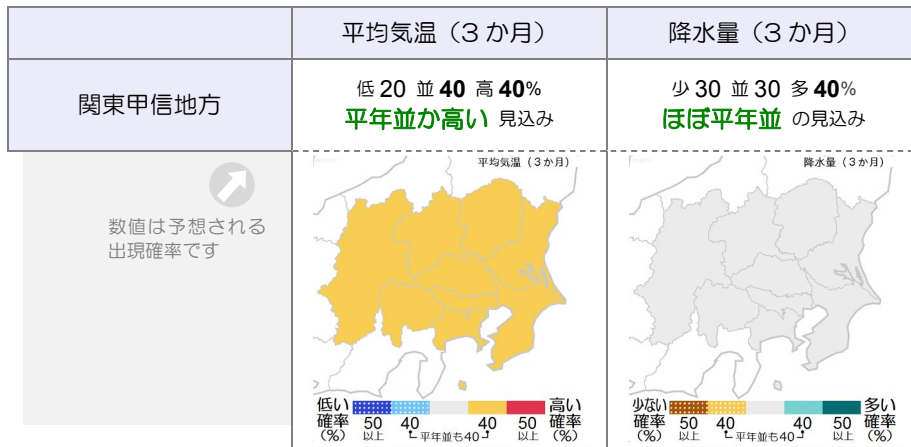 平均気温（3か月）
降水量（3か月）
関東甲信地方
低 20 並 40 高 40%
平年並か高い 見込み
少 30 並 30 多 40%
ほぼ平年並 の見込み
数値は予想される
出現確率です
平均気温（3か月）
低い
確率
（%）
50
以上
40
平年並も40
40
50
以上
高い
確率
（%）
降水量（3か月）
少ない
確率
（%）
50
以上
40
平年並も40
40
50
以上
多い
確率
（%）